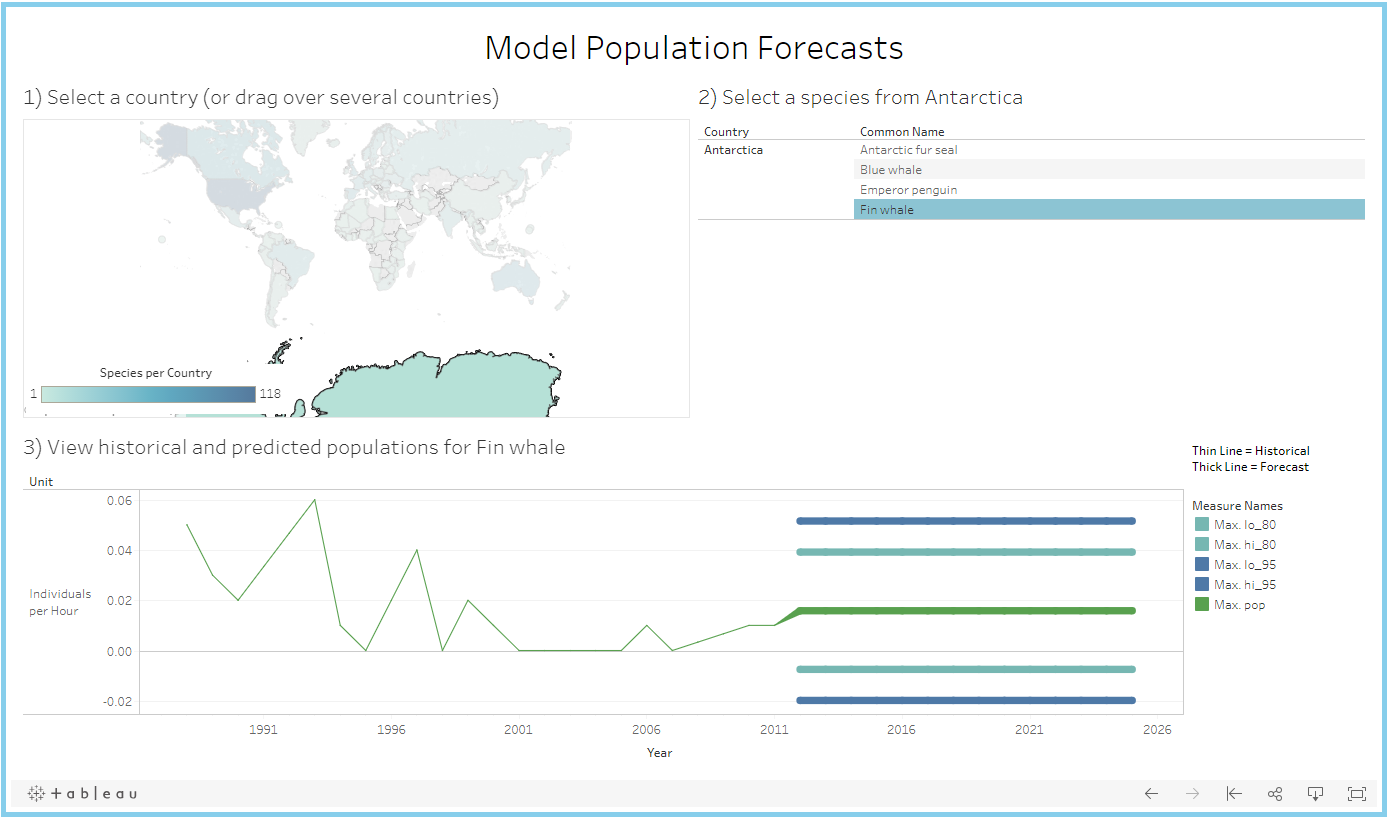 Model Population Forecasts
1) Select a country (or drag over several countries)
2) Select a species from Antarctica
Country Common Name
Antarctica Antarctic fur seal
Blue whale
Emperor penguin
Fin whale
Species per Country
1 118
3) View historical and predicted populations for Fin whale
Thin Line = Historical
Thick Line = Forecast
Unit
Measure Names
Max. lo_80
Max. hi_80
Max. lo_95
Max. hi_95
Max. pop
Individuals
per Hour
0.06
0.04
0.02
0.00
-0.02
1991 1996 2001 2006 2011 2016 2021 2026
Year
+ a b | e a u